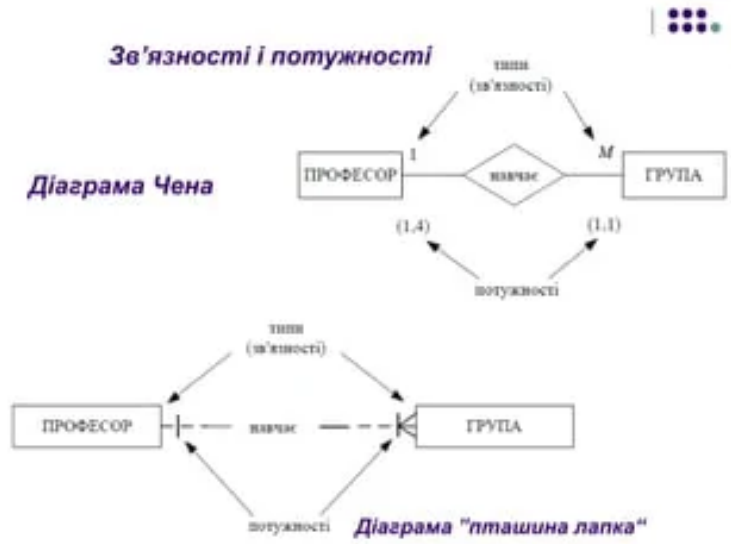 Зв'язності і потужності
типи
(зв'язності)
Діаграма Чена
ПРОФЕСОР
1
навчає
M
ГРУПА
(1,4)
(1,1)
потужності
типи
(зв'язності)
ПРОФЕСОР
навчає
ГРУПА
потужності
Діаграма "пташина лапка"